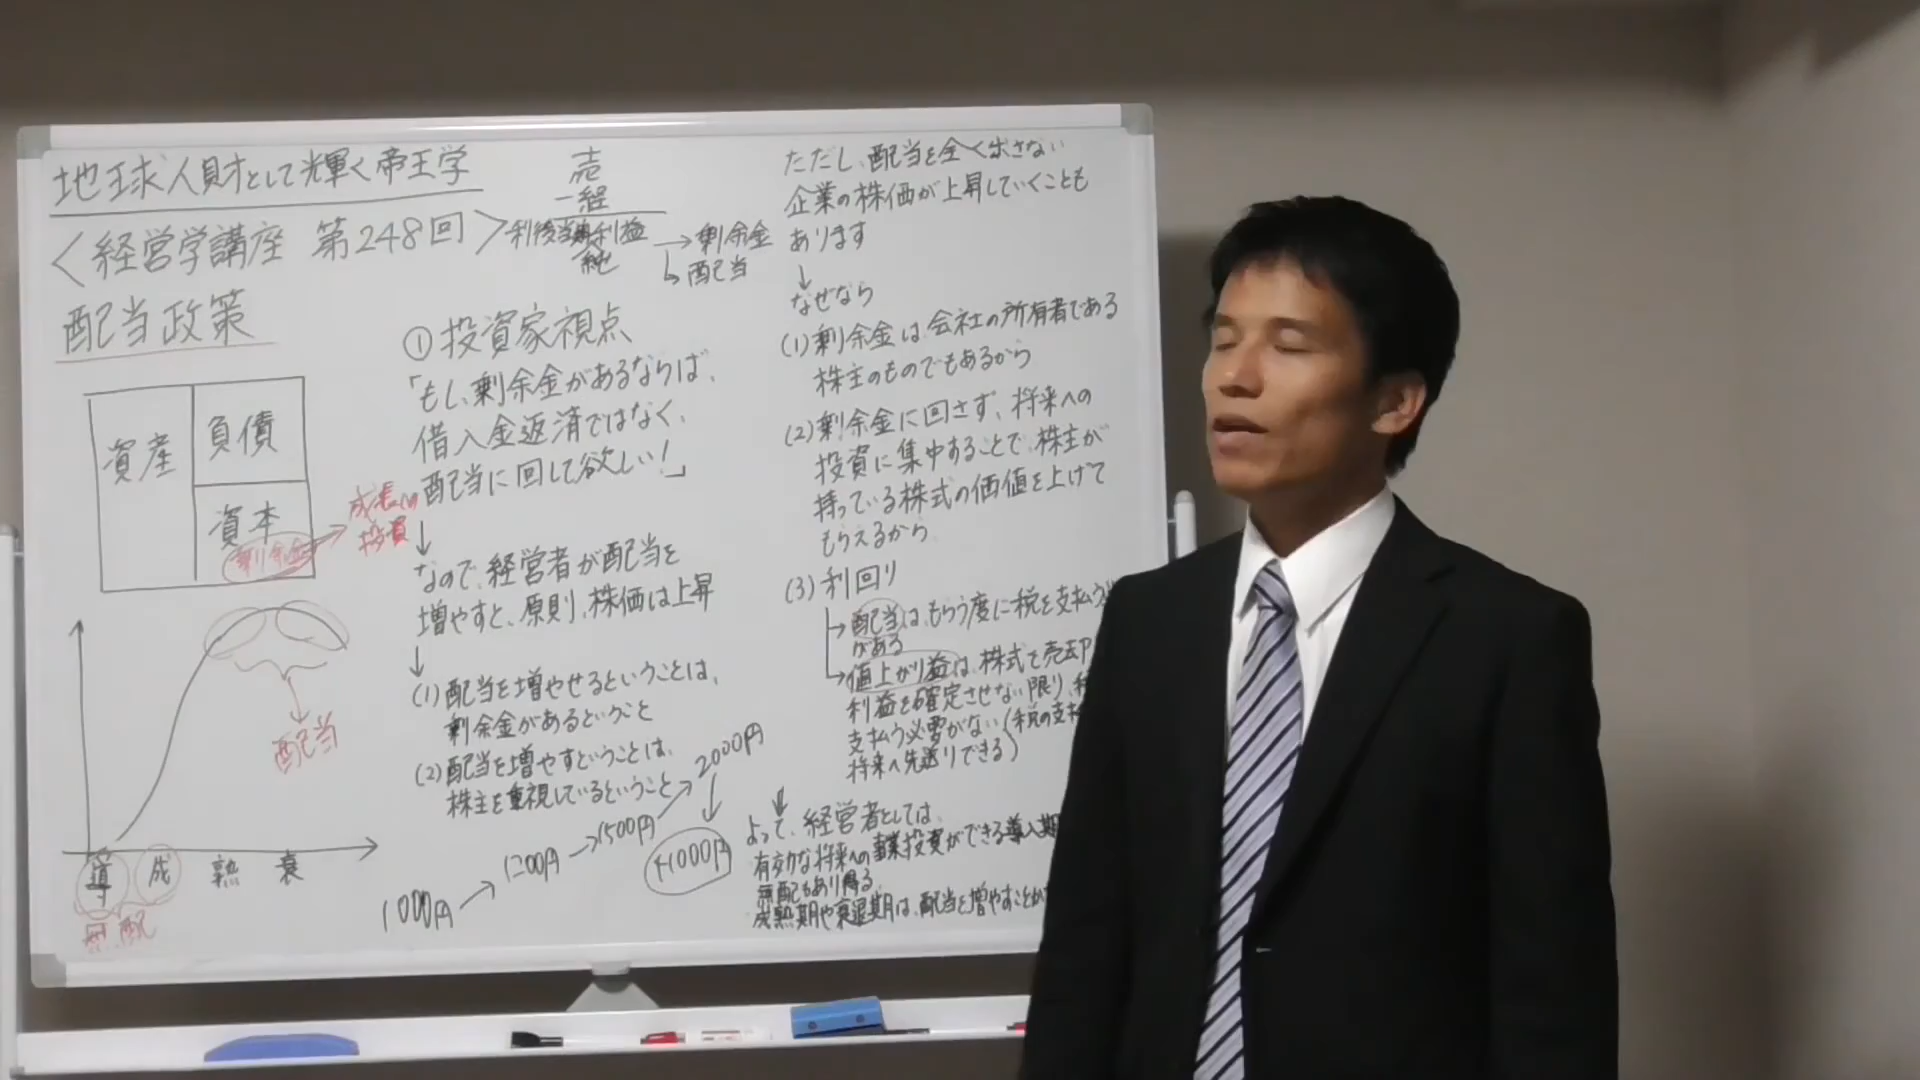 地球人財として輝く帝王学
<経営学講座 第248回>
配当政策
売
-経
利益
純
→剰余金
↳配当
資産
負債
資本
剰余金
成長への
投資
配当
導 成 熟 衰
無配
①投資家視点
「もし、剰余金があるならば、
借入金返済ではなく、
配当に回して欲しい!」
↓
なので、経営者が配当を
増やすと、原則、株価は上昇
↓
(1)配当を増やせるということは、
剰余金があるということ
(2)配当を増やすということは、
株主を重視しているということ
1000円→1200円→1500円→2000円
↓
+1000円
ただし、配当を全く出さない
企業の株価が上昇していくことも
あります
↓
なぜなら
(1)剰余金は、会社の所有者である
株主のものでもあるから
(2)剰余金に回さず、将来への
投資に集中することで、株主が
持っている株式の価値を上げて
もらえるから
(3)利回り
→配当は、もらう度に税を支払う
がある
→値上がり益は、株式を売却
利益を確定させない限り、
支払う必要がない(税の支払
将来へ先送りできる)
↓
よって、経営者としては、
有効な将来への事業投資ができる導入期
無配もあり得る
成熟期や衰退期は、配当を増やすことが